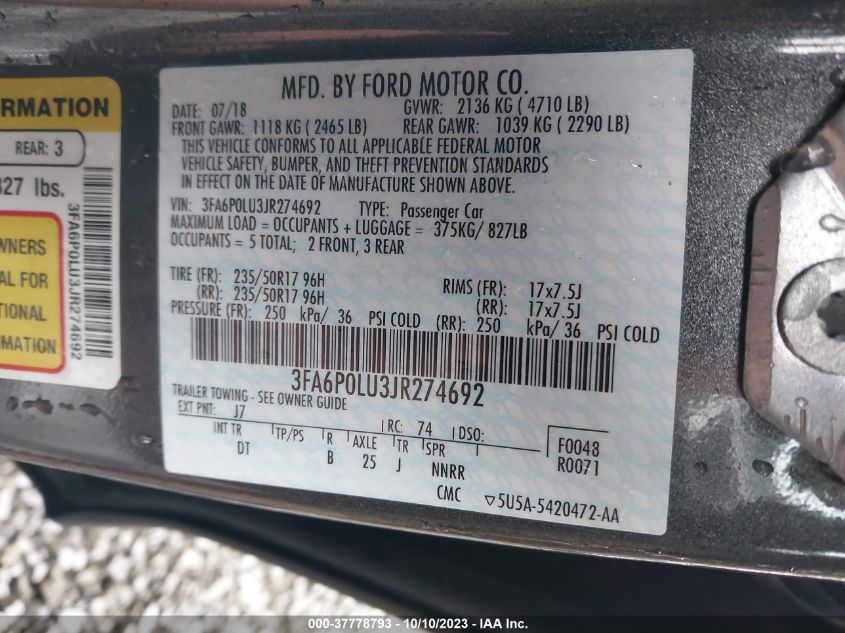 ORMATION
REAR: 3
827 lbs.
WNERS
AL FOR
TIONAL
RMATION
3FA6P0LU3JR274692
MFD. BY FORD MOTOR CO.
DATE: 07/18 GVWR: 2136 KG ( 4710 LB)
FRONT GAWR: 1118 KG ( 2465 LB) REAR GAWR: 1039 KG ( 2290 LB)
THIS VEHICLE CONFORMS TO ALL APPLICABLE FEDERAL MOTOR
VEHICLE SAFETY, BUMPER, AND THEFT PREVENTION STANDARDS
IN EFFECT ON THE DATE OF MANUFACTURE SHOWN ABOVE.
VIN: 3FA6P0LU3JR274692 TYPE: Passenger Car
MAXIMUM LOAD = OCCUPANTS + LUGGAGE = 375KG/ 827LB
OCCUPANTS = 5 TOTAL; 2 FRONT, 3 REAR
TIRE (FR): 235/50R17 96H RIMS (FR): 17x7.5J
(RR): 235/50R17 96H (RR): 17x7.5J
PRESSURE (FR): 250 kPa/ 36 PSI COLD (RR): 250 kPa/ 36 PSI COLD
3FA6P0LU3JR274692
TRAILER TOWING - SEE OWNER GUIDE
EXT PNT: J7 RC: 74 DSO: F0048
INT TR TP/PS R AXLE TR SPR R0071
DT B 25 J NNRR
CMC ▽5U5A-5420472-AA
000-37778793 - 10/10/2023 - IAA Inc.